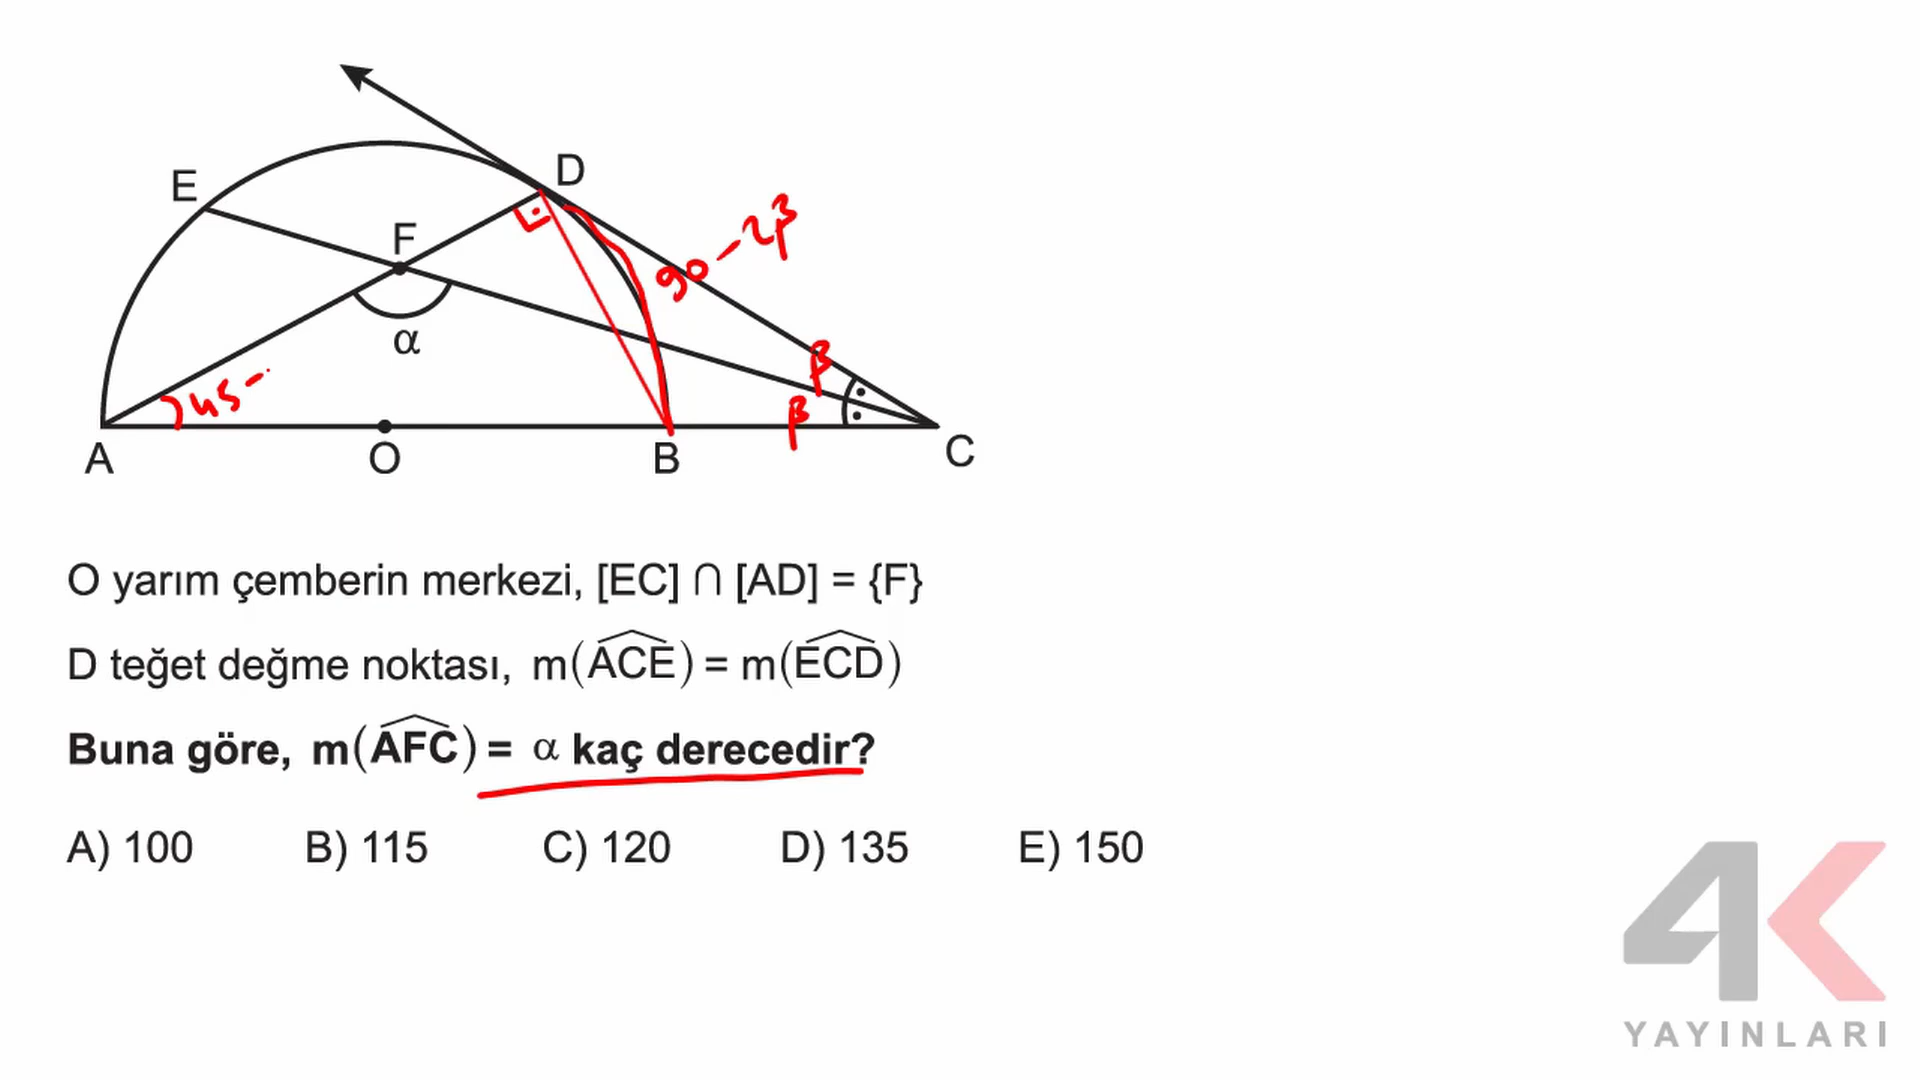 D
E
F
90 - 2β
α
β
45 -
β
A
O
B
C
O yarım çemberin merkezi, [EC] ∩ [AD] = {F}
D teğet değme noktası, m(ACE) = m(ECD)
Buna göre, m(AFC) = α kaç derecedir?
A) 100 B) 115 C) 120 D) 135 E) 150
4K
YAYINLARI